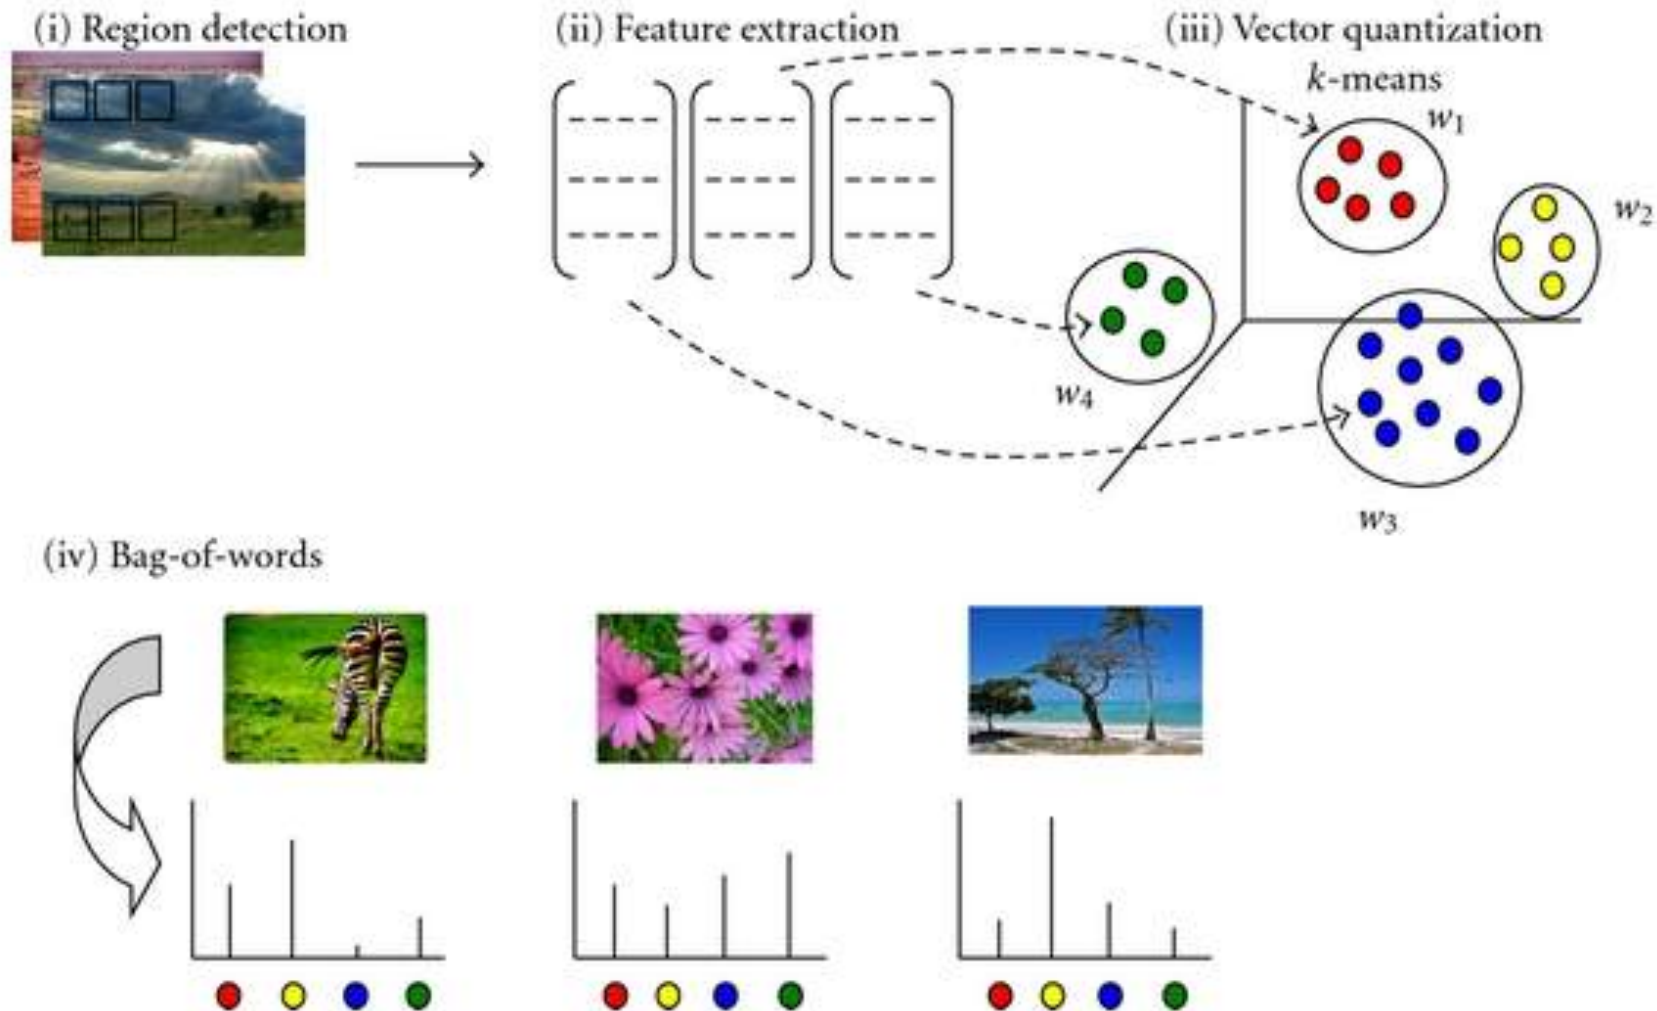 (i) Region detection
(ii) Feature extraction
(iii) Vector quantization
k-means
w1
w2
w4
w3
(iv) Bag-of-words